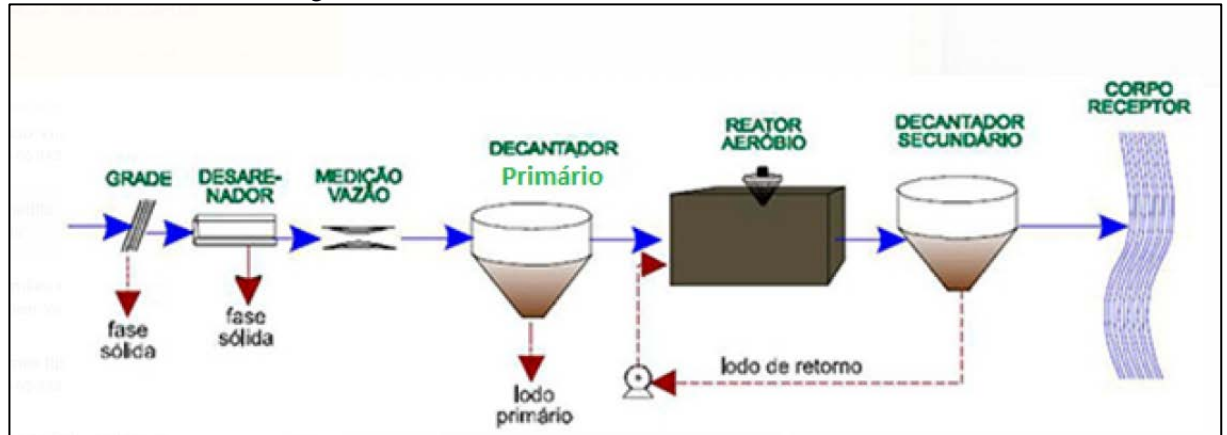 GRADE
DESARE-
NADOR
MEDIÇÃO
VAZÃO
DECANTADOR
Primário
REATOR
AERÓBIO
DECANTADOR
SECUNDÁRIO
CORPO
RECEPTOR
fase
sólida
fase
sólida
lodo
primário
lodo de retorno